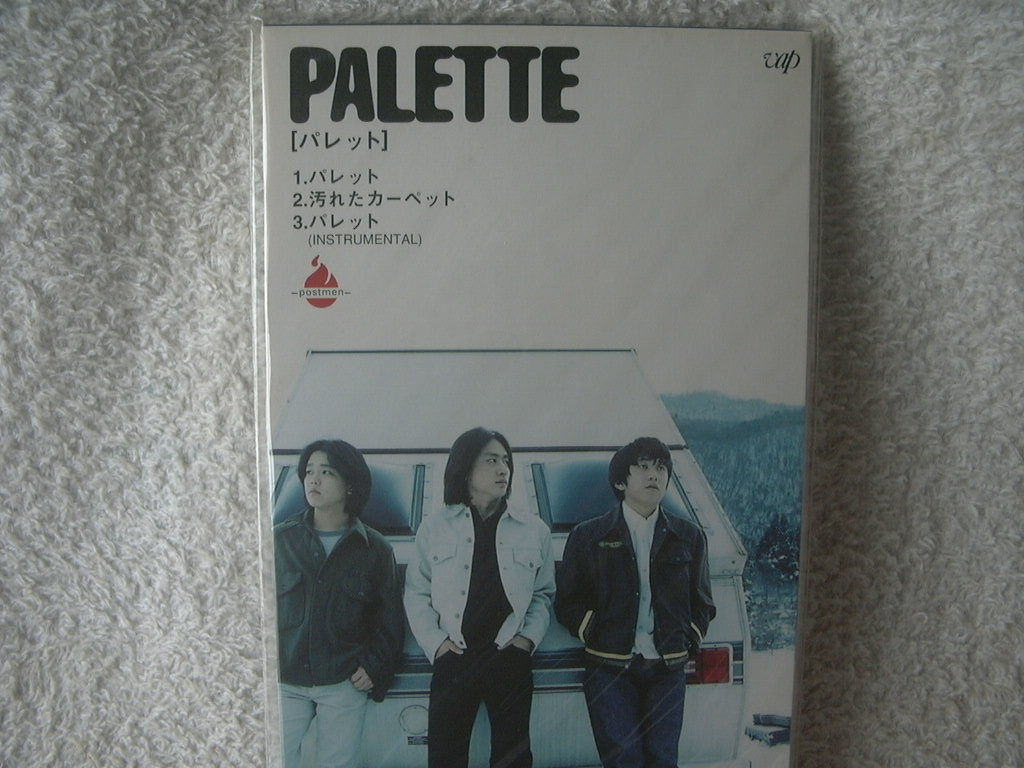 PALETTE
vap
[パレット]
1.パレット
2.汚れたカーペット
3.パレット
(INSTRUMENTAL)
-postmen-